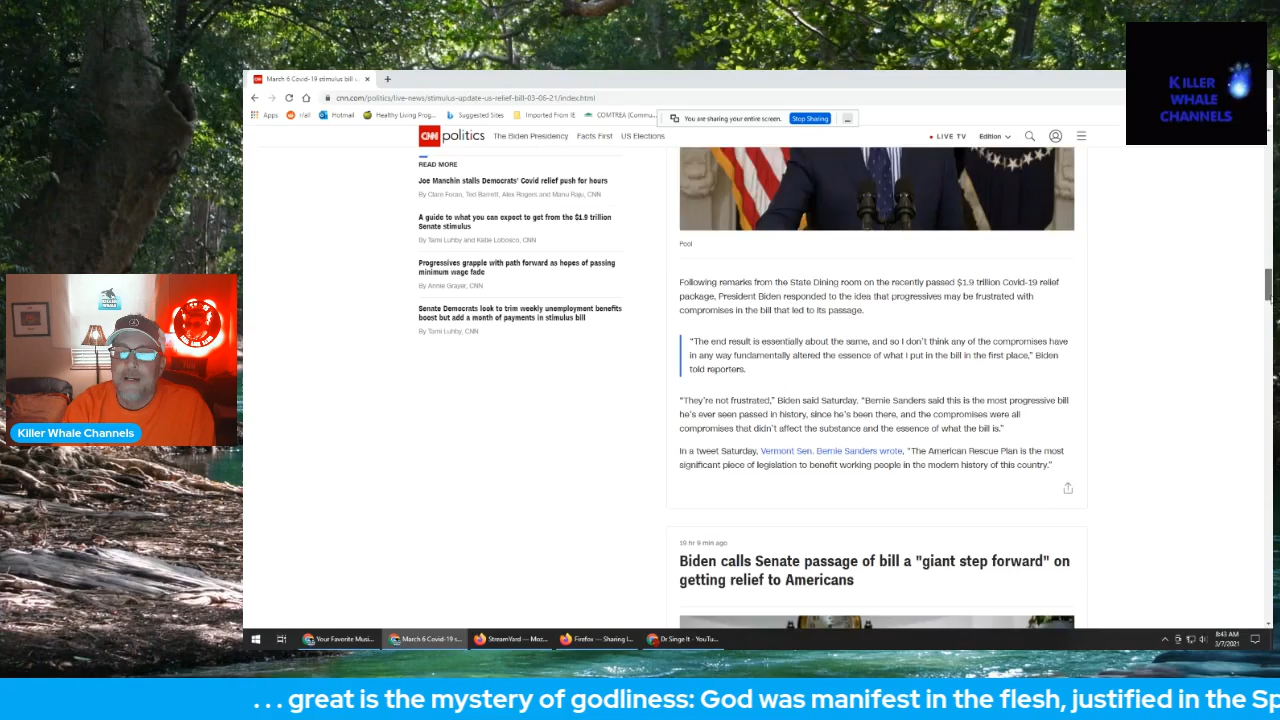 March 6 Covid-19 stimulus bill u
cnn.com/politics/live-news/stimulus-update-us-relief-bill-03-06-21/index.html
Apps
r/all
Hotmail
Healthy Living Prog...
Suggested Sites
Imported From IE
COMTREA (Commu...
You are sharing your entire screen.
Stop Sharing
KILLER
WHALE
CHANNELS
CNN politics
The Biden Presidency
Facts First
US Elections
LIVE TV
Edition
READ MORE
Joe Manchin stalls Democrats' Covid relief push for hours
By Clare Foran, Ted Barrett, Alex Rogers and Manu Raju, CNN
A guide to what you can expect to get from the $1.9 trillion
Senate stimulus
By Tami Luhby and Katie Lobosco, CNN
Progressives grapple with path forward as hopes of passing
minimum wage fade
By Annie Grayer, CNN
Senate Democrats look to trim weekly unemployment benefits
boost but add a month of payments in stimulus bill
By Tami Luhby, CNN
Pool
Following remarks from the State Dining room on the recently passed $1.9 trillion Covid-19 relief
package, President Biden responded to the idea that progressives may be frustrated with
compromises in the bill that led to its passage.
“The end result is essentially about the same, and so I don’t think any of the compromises have
in any way fundamentally altered the essence of what I put in the bill in the first place,” Biden
told reporters.
“They’re not frustrated,” Biden said Saturday. “Bernie Sanders said this is the most progressive bill
he’s ever seen passed in history, since he’s been there, and the compromises were all
compromises that didn’t affect the substance and the essence of what the bill is.”
In a tweet Saturday, Vermont Sen. Bernie Sanders wrote, “The American Rescue Plan is the most
significant piece of legislation to benefit working people in the modern history of this country.”
Biden calls Senate passage of bill a "giant step forward" on
getting relief to Americans
Killer Whale Channels
Your Favorite Musi...
March 6 Covid-19 s...
StreamYard — Moz...
Firefox — Sharing I...
Dr Singe It - YouTu...
8:43 AM
3/7/2021
. . . great is the mystery of godliness: God was manifest in the flesh, justified in the Sp